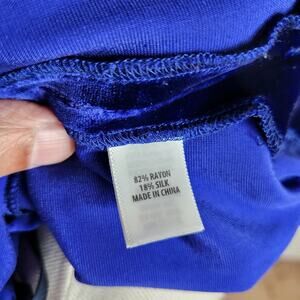 82% RAYON
18% SILK
MADE IN CHINA